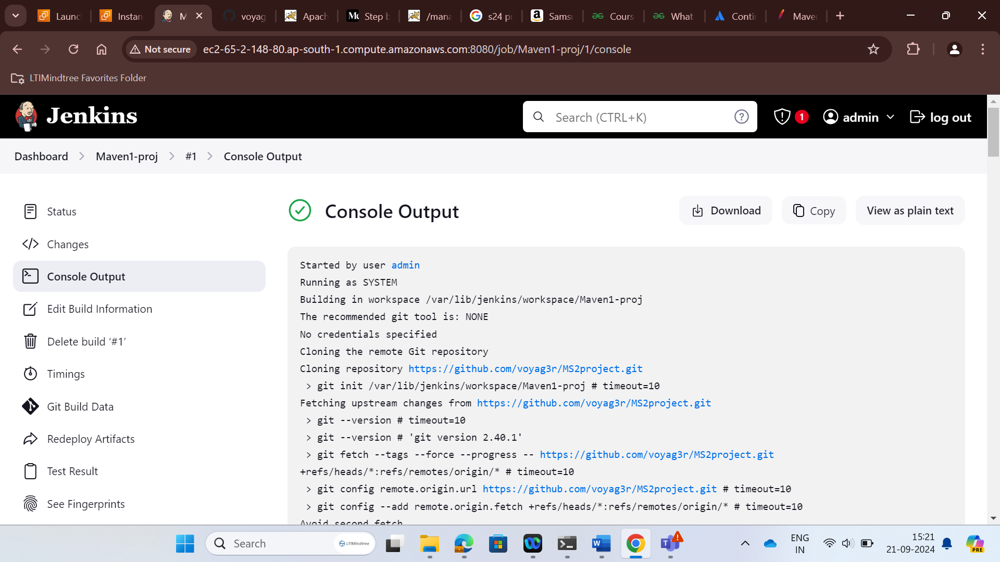 Launc
Instan
M
voyag
Apach
Step b
/mana
s24 pr
Samsu
Cours
What
Conti
Maven
Not secure
ec2-65-2-148-80.ap-south-1.compute.amazonaws.com:8080/job/Maven1-proj/1/console
LTIMindtree Favorites Folder
Jenkins
Search (CTRL+K)
1
admin
log out
Dashboard > Maven1-proj > #1 > Console Output
Status
Changes
Console Output
Edit Build Information
Delete build ‘#1’
Timings
Git Build Data
Redeploy Artifacts
Test Result
See Fingerprints
Console Output
Download
Copy
View as plain text
Started by user admin
Running as SYSTEM
Building in workspace /var/lib/jenkins/workspace/Maven1-proj
The recommended git tool is: NONE
No credentials specified
Cloning the remote Git repository
Cloning repository https://github.com/voyag3r/MS2project.git
> git init /var/lib/jenkins/workspace/Maven1-proj # timeout=10
Fetching upstream changes from https://github.com/voyag3r/MS2project.git
> git --version # timeout=10
> git --version # 'git version 2.40.1'
> git fetch --tags --force --progress -- https://github.com/voyag3r/MS2project.git
+refs/heads/*:refs/remotes/origin/* # timeout=10
> git config remote.origin.url https://github.com/voyag3r/MS2project.git # timeout=10
> git config --add remote.origin.fetch +refs/heads/*:refs/remotes/origin/* # timeout=10
Avoid second fetch
Search
LTIMindtree
ENG
IN
15:21
21-09-2024
PRE